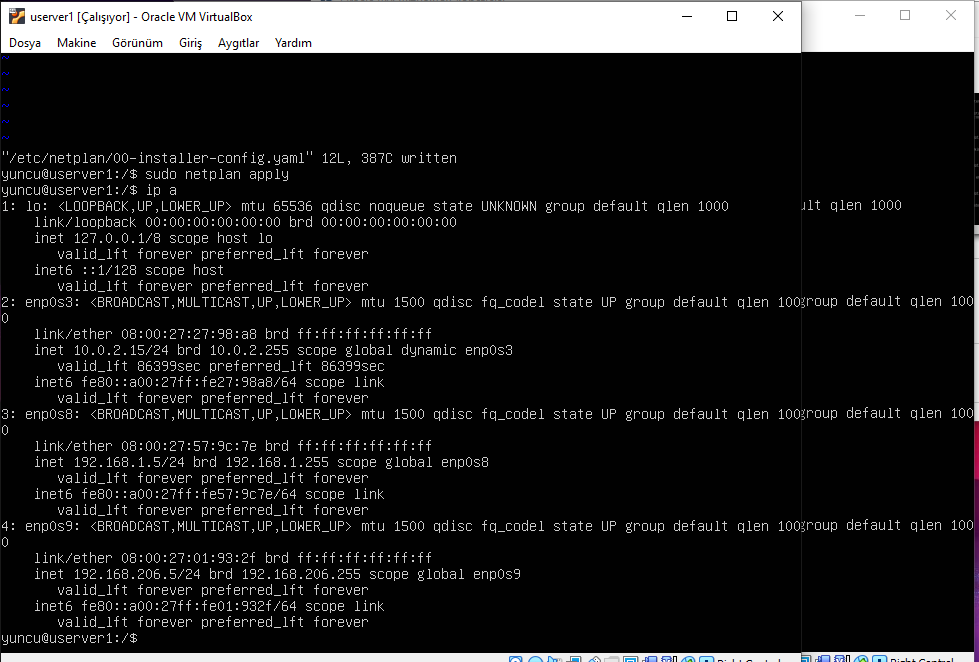 userver1 [Çalışıyor] - Oracle VM VirtualBox
Dosya Makine Görünüm Giriş Aygıtlar Yardım
~
~
~
~
~
~
"/etc/netplan/00-installer-config.yaml" 12L, 387C written
yuncu@userver1:/$ sudo netplan apply
yuncu@userver1:/$ ip a
1: lo: <LOOPBACK,UP,LOWER_UP> mtu 65536 qdisc noqueue state UNKNOWN group default qlen 1000
ult qlen 1000
    link/loopback 00:00:00:00:00:00 brd 00:00:00:00:00:00
    inet 127.0.0.1/8 scope host lo
       valid_lft forever preferred_lft forever
    inet6 ::1/128 scope host
       valid_lft forever preferred_lft forever
2: enp0s3: <BROADCAST,MULTICAST,UP,LOWER_UP> mtu 1500 qdisc fq_codel state UP group default qlen 100
group default qlen 100
0
    link/ether 08:00:27:27:98:a8 brd ff:ff:ff:ff:ff:ff
    inet 10.0.2.15/24 brd 10.0.2.255 scope global dynamic enp0s3
       valid_lft 86399sec preferred_lft 86399sec
    inet6 fe80::a00:27ff:fe27:98a8/64 scope link
       valid_lft forever preferred_lft forever
3: enp0s8: <BROADCAST,MULTICAST,UP,LOWER_UP> mtu 1500 qdisc fq_codel state UP group default qlen 100
group default qlen 100
0
    link/ether 08:00:27:57:9c:7e brd ff:ff:ff:ff:ff:ff
    inet 192.168.1.5/24 brd 192.168.1.255 scope global enp0s8
       valid_lft forever preferred_lft forever
    inet6 fe80::a00:27ff:fe57:9c7e/64 scope link
       valid_lft forever preferred_lft forever
4: enp0s9: <BROADCAST,MULTICAST,UP,LOWER_UP> mtu 1500 qdisc fq_codel state UP group default qlen 100
group default qlen 100
0
    link/ether 08:00:27:01:93:2f brd ff:ff:ff:ff:ff:ff
    inet 192.168.206.5/24 brd 192.168.206.255 scope global enp0s9
       valid_lft forever preferred_lft forever
    inet6 fe80::a00:27ff:fe01:932f/64 scope link
       valid_lft forever preferred_lft forever
yuncu@userver1:/$